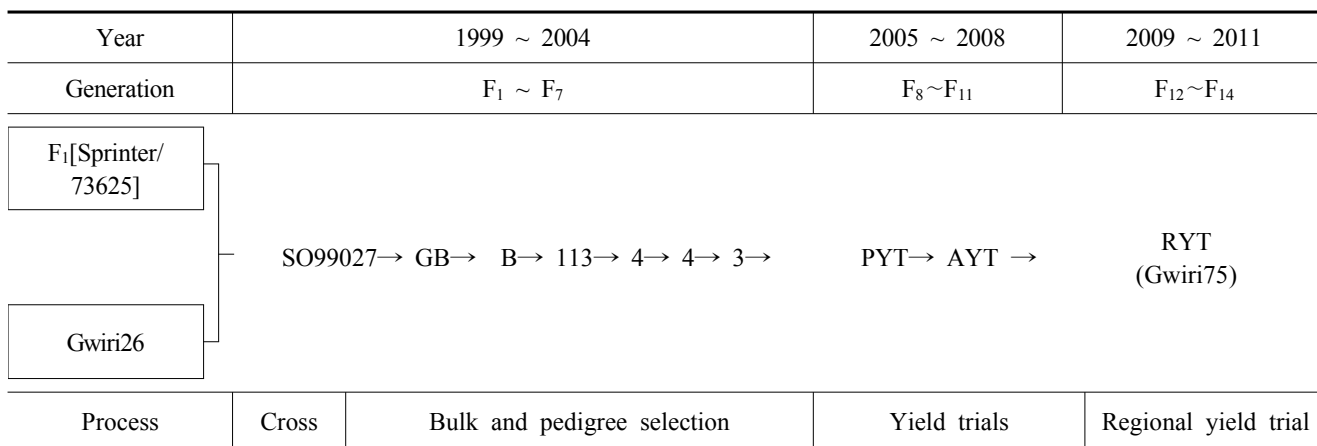 Year 1999 ~ 2004 2005 ~ 2008 2009 ~ 2011
Generation F₁ ~ F₇ F₈~F₁₁ F₁₂~F₁₄
F₁[Sprinter/
73625]
SO99027→ GB→ B→ 113→ 4→ 4→ 3→ PYT→ AYT →
RYT
(Gwiri75)
Gwiri26
Process Cross Bulk and pedigree selection Yield trials Regional yield trial